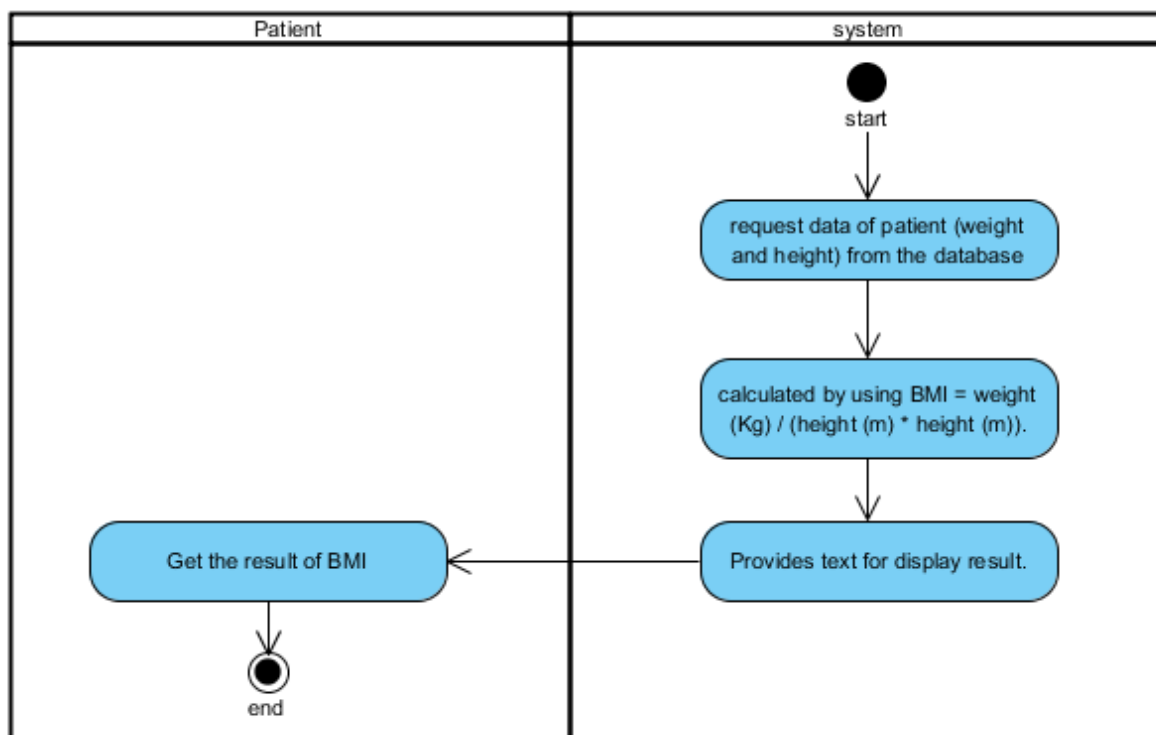 Patient
system
start
request data of patient (weight
and height) from the database
calculated by using BMI = weight
(Kg) / (height (m) * height (m)).
Get the result of BMI
Provides text for display result.
end